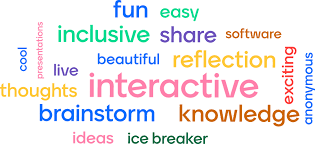 fun
easy
inclusive
share
software
cool
presentations
live
beautiful
reflection
exciting
anonymous
thoughts
interactive
brainstorm
knowledge
ideas
ice breaker